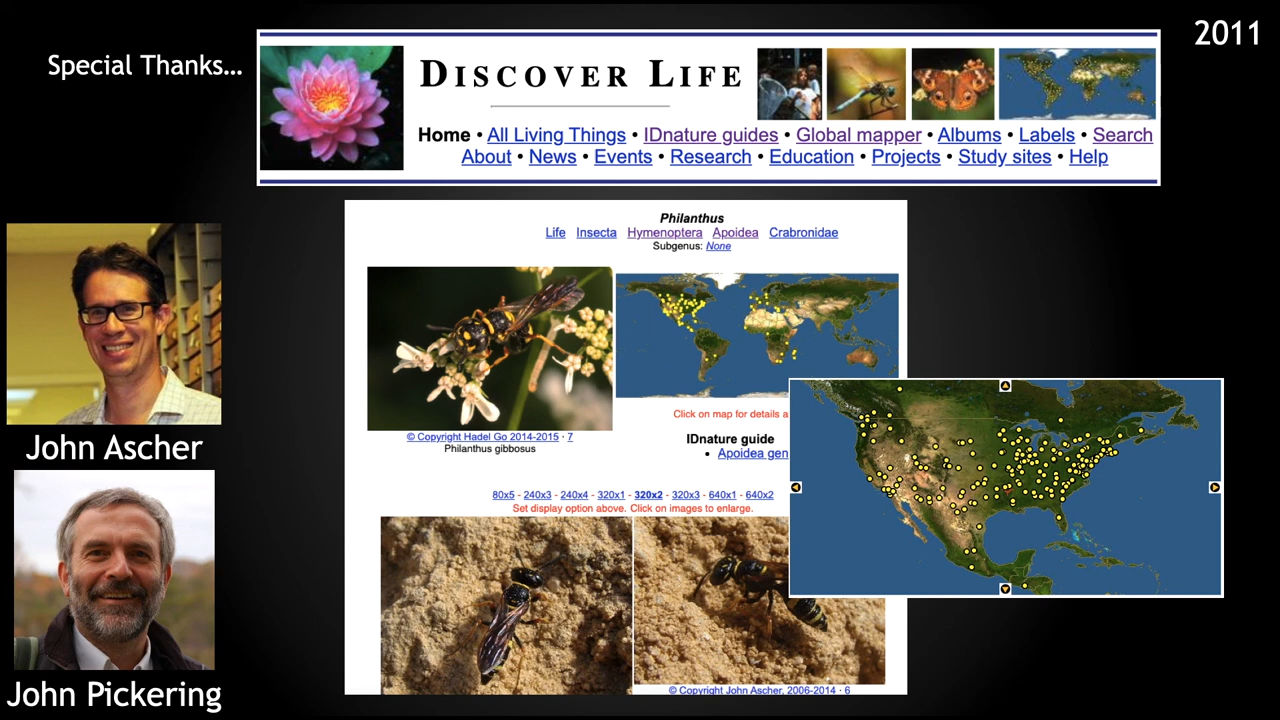 2011
Special Thanks...
DISCOVER LIFE
Home • All Living Things • IDnature guides • Global mapper • Albums • Labels • Search
About • News • Events • Research • Education • Projects • Study sites • Help
Philanthus
Life Insecta Hymenoptera Apoidea Crabronidae
Subgenus: None
© Copyright Hadel Go 2014-2015 · 7
Philanthus gibbosus
Click on map for details a
IDnature guide
• Apoidea gen
80x5 - 240x3 - 240x4 - 320x1 - 320x2 - 320x3 - 640x1 - 640x2
Set display option above. Click on images to enlarge.
© Copyright John Ascher, 2006-2014 · 6
John Ascher
John Pickering